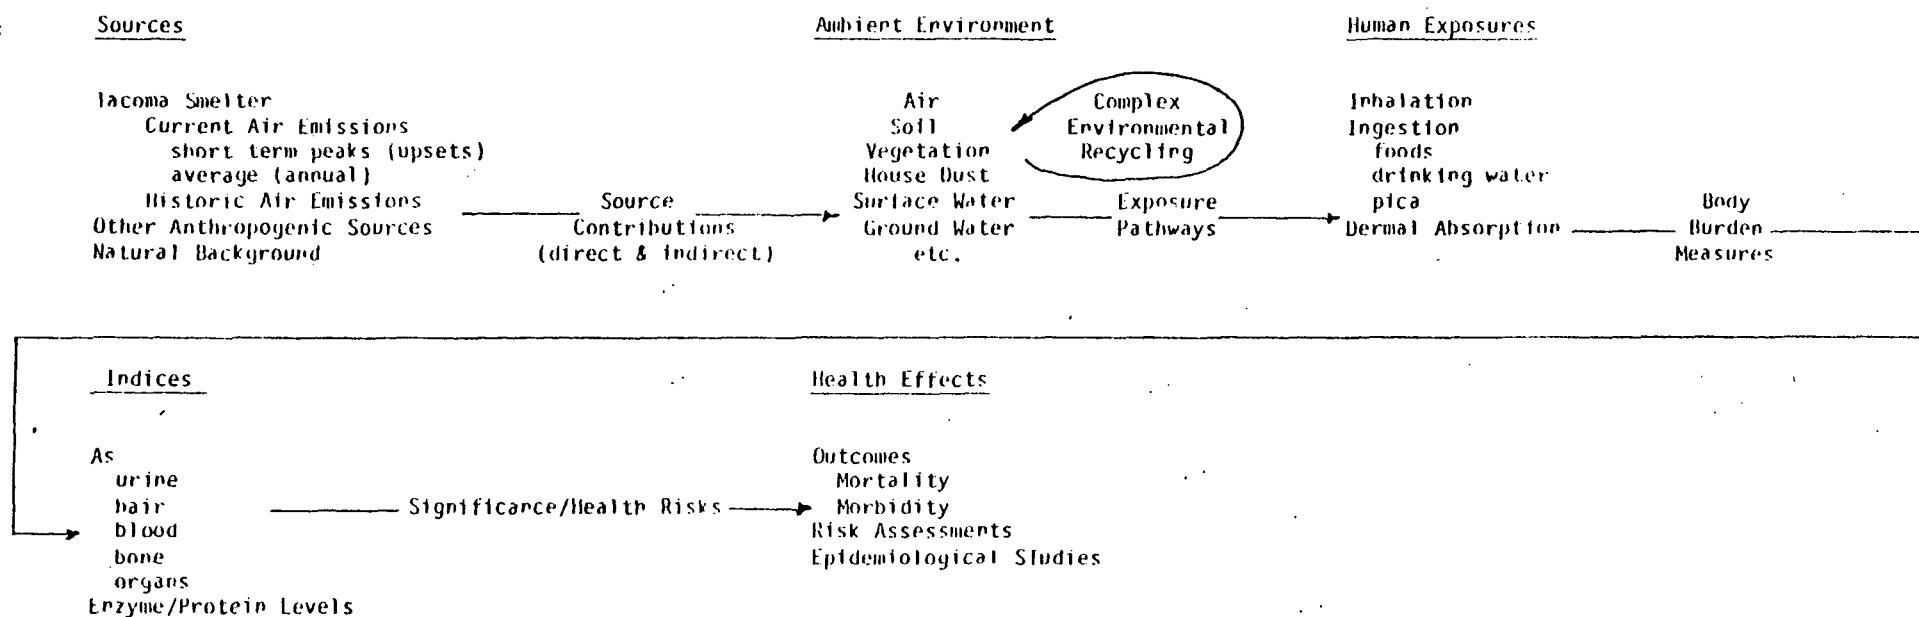 Sources
Ambient Environment
Human Exposures
Tacoma Smelter
Current Air Emissions
short term peaks (upsets)
average (annual)
Historic Air Emissions
Other Anthropogenic Sources
Natural Background
Source
Contributions
(direct & indirect)
Air
Soil
Vegetation
House Dust
Surface Water
Ground Water
etc.
Complex
Environmental
Recycling
Exposure
Pathways
Inhalation
Ingestion
foods
drinking water
pica
Dermal Absorption
Body
Burden
Measures
Indices
Health Effects
As
urine
hair
blood
bone
organs
Enzyme/Protein Levels
Significance/Health Risks
Outcomes
Mortality
Morbidity
Risk Assessments
Epidemiological Studies